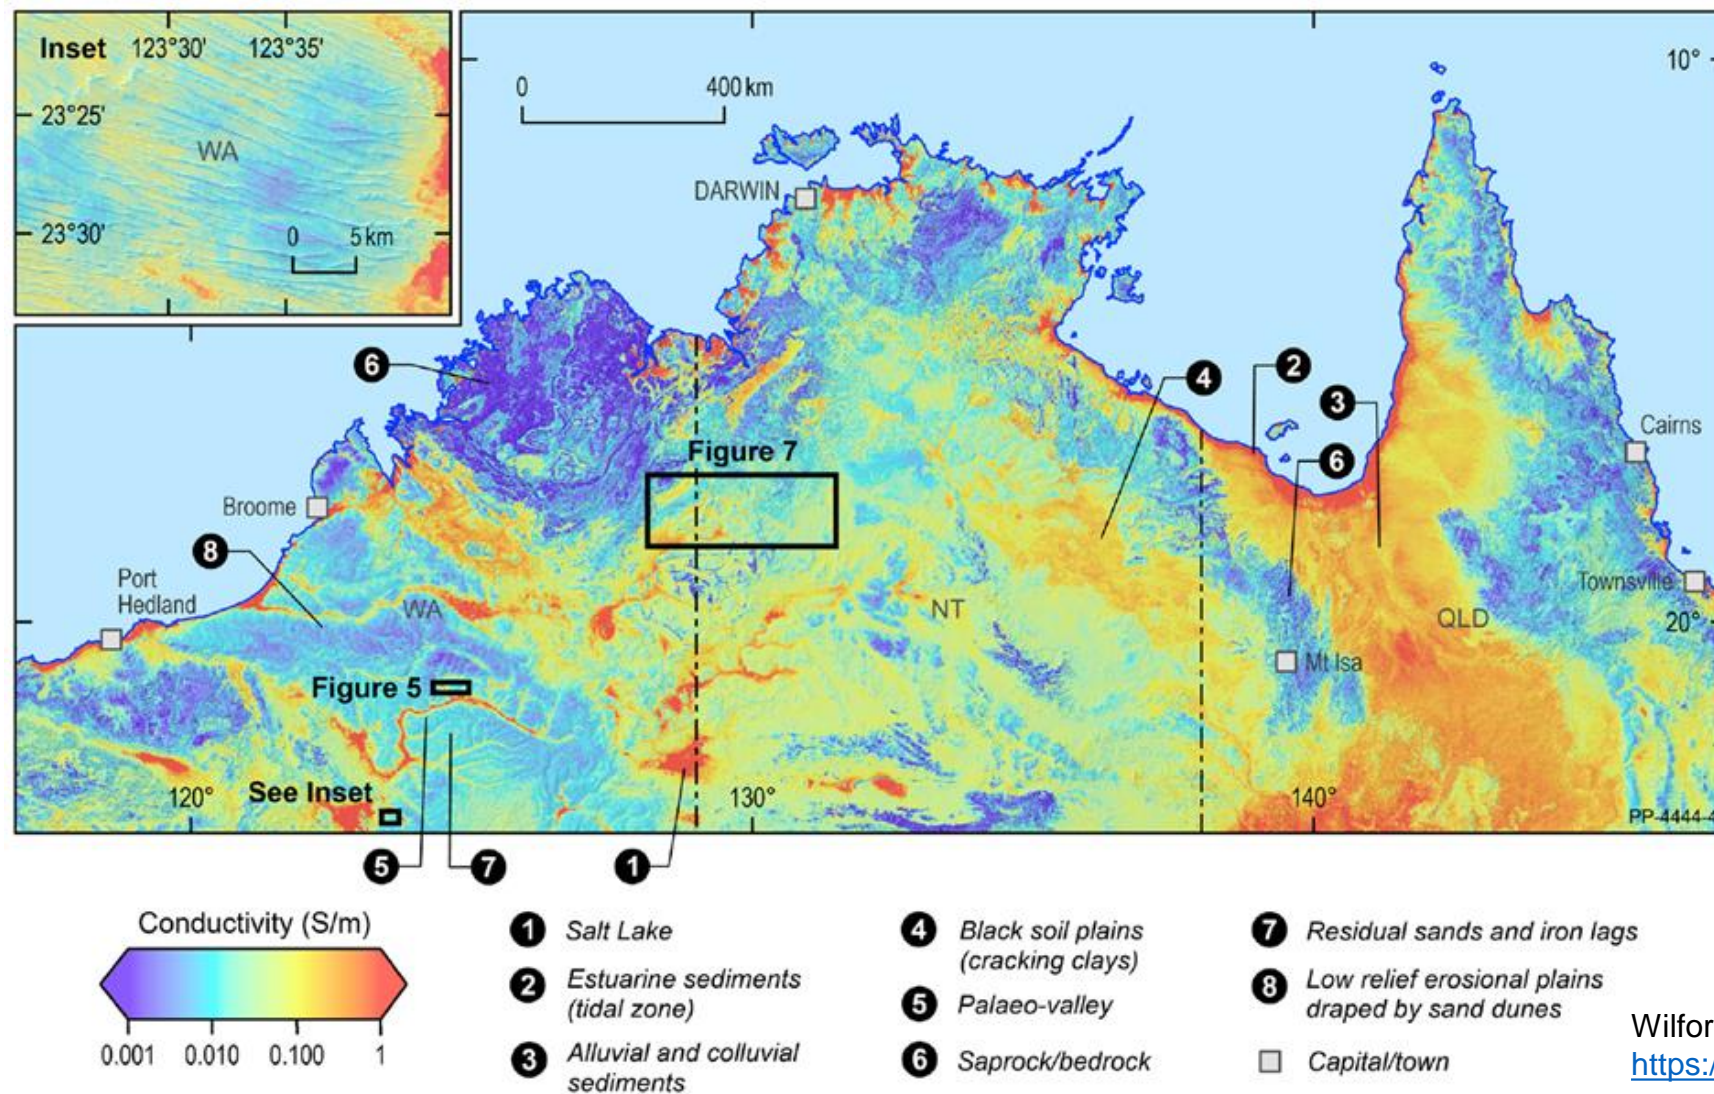 Inset 123°30' 123°35'
23°25'
WA
23°30'
0 5 km
0 400 km
10°
DARWIN
6
4
2
3
6
Cairns
Figure 7
Broome
8
Port
Hedland
WA
NT
QLD
Townsville
20°
Mt Isa
Figure 5
See Inset
120°
130°
140°
PP-4444-4
5
7
1
Conductivity (S/m)
0.001 0.010 0.100 1
1 Salt Lake
2 Estuarine sediments
(tidal zone)
3 Alluvial and colluvial
sediments
4 Black soil plains
(cracking clays)
5 Palaeo-valley
6 Saprock/bedrock
7 Residual sands and iron lags
8 Low relief erosional plains
draped by sand dunes
Capital/town
Wilfor
https:/